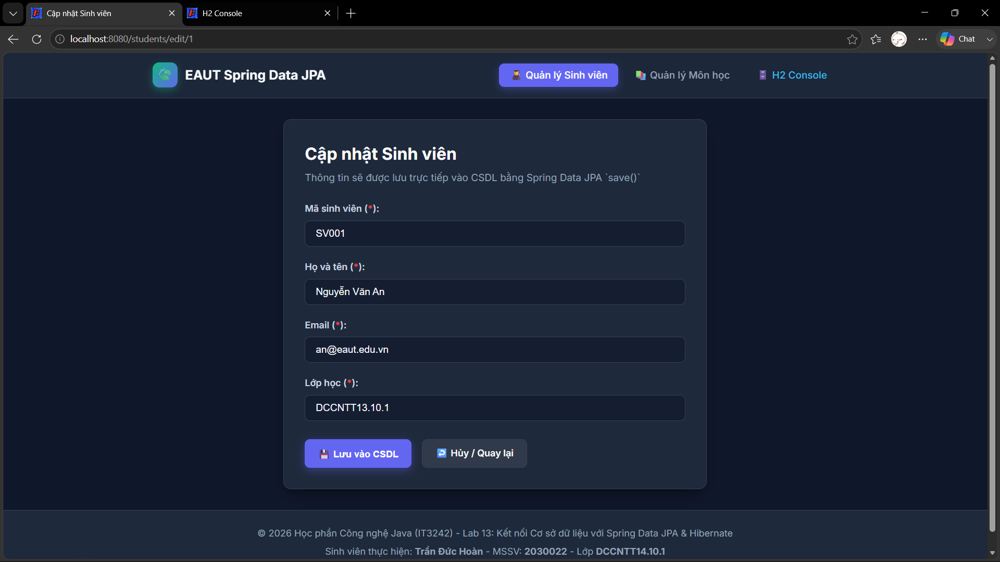 Cập nhật Sinh viên
H2 Console
localhost:8080/students/edit/1
Chat
EAUT Spring Data JPA
Quản lý Sinh viên
Quản lý Môn học
H2 Console
Cập nhật Sinh viên
Thông tin sẽ được lưu trực tiếp vào CSDL bằng Spring Data JPA `save()`
Mã sinh viên (*):
SV001
Họ và tên (*):
Nguyễn Văn An
Email (*):
an@eaut.edu.vn
Lớp học (*):
DCCNTT13.10.1
Lưu vào CSDL
Hủy / Quay lại
© 2026 Học phần Công nghệ Java (IT3242) - Lab 13: Kết nối Cơ sở dữ liệu với Spring Data JPA & Hibernate
Sinh viên thực hiện: Trần Đức Hoàn - MSSV: 2030022 - Lớp DCCNTT14.10.1